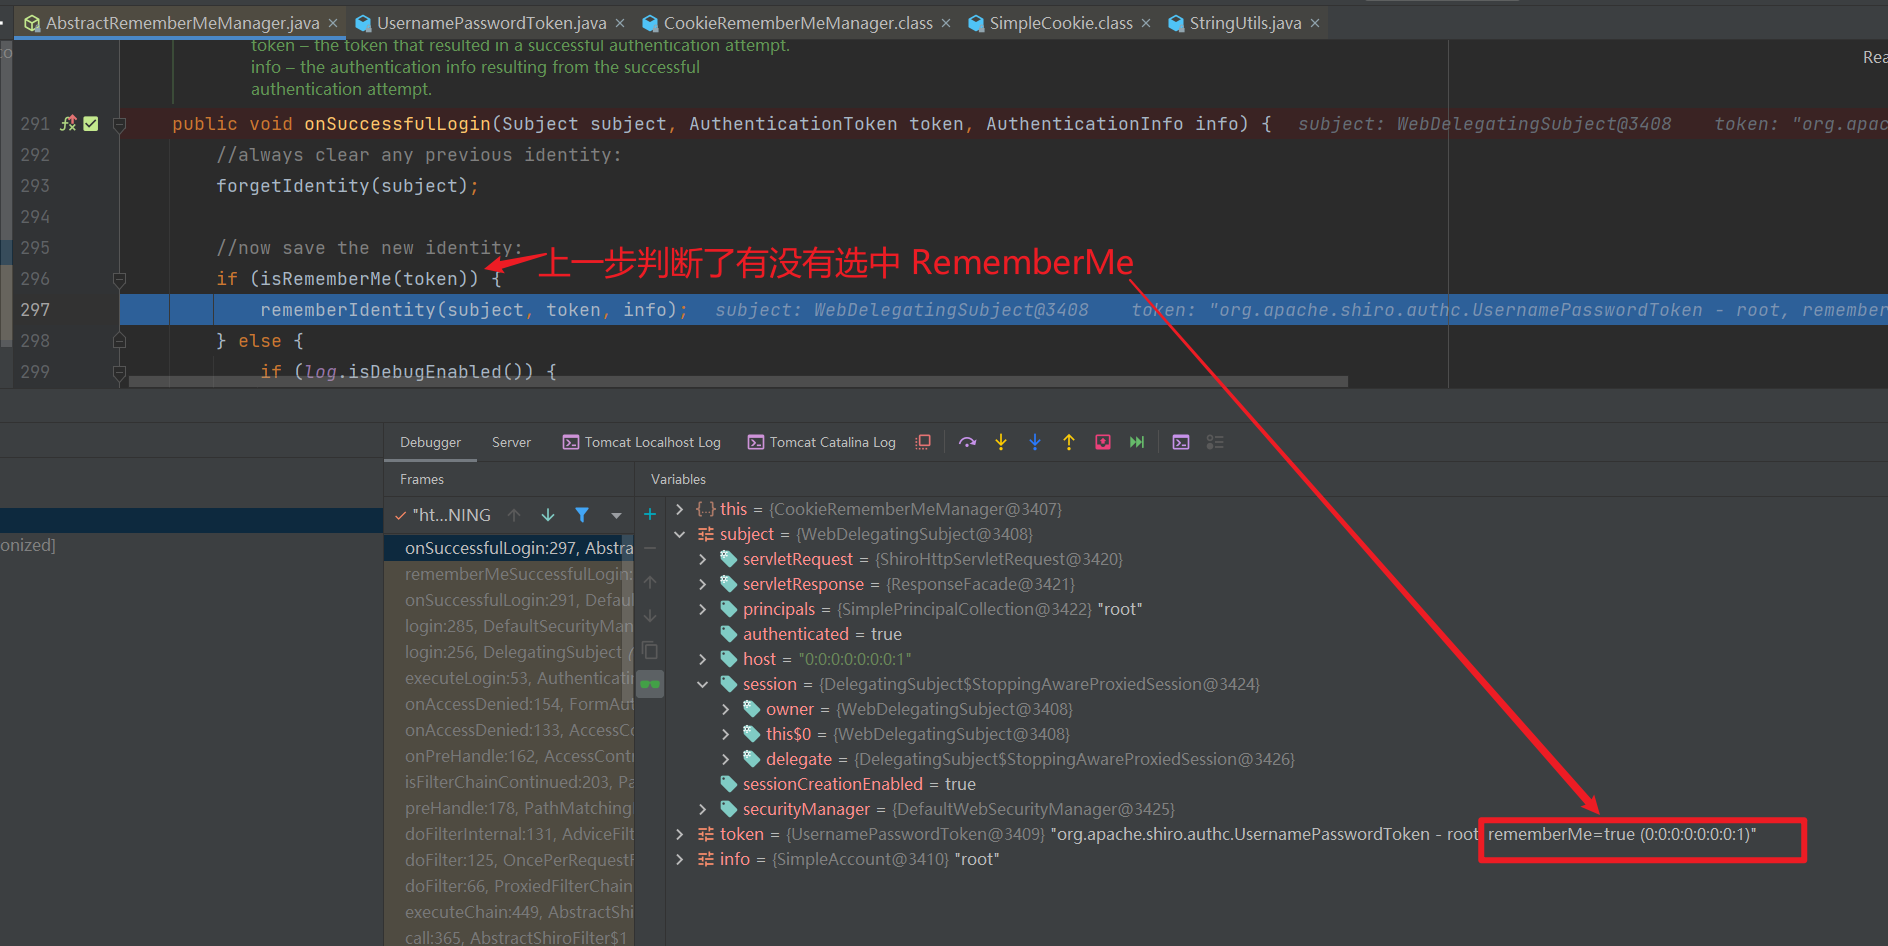 AbstractRememberMeManager.java × UsernamePasswordToken.java × CookieRememberMeManager.class × SimpleCookie.class × StringUtils.java ×
token – the token that resulted in a successful authentication attempt.
info – the authentication info resulting from the successful
authentication attempt.
Rea
291 public void onSuccessfulLogin(Subject subject, AuthenticationToken token, AuthenticationInfo info) { subject: WebDelegatingSubject@3408 token: "org.apac
292 //always clear any previous identity:
293 forgetIdentity(subject);
294
295 //now save the new identity:
296 if (isRememberMe(token)) {
上一步判断了有没有选中 RememberMe
297 rememberIdentity(subject, token, info); subject: WebDelegatingSubject@3408 token: "org.apache.shiro.authc.UsernamePasswordToken - root, remember
298 } else {
299 if (log.isDebugEnabled()) {
Debugger Server Tomcat Localhost Log Tomcat Catalina Log
Frames
Variables
"ht...NING
onized]
onSuccessfulLogin:297, Abstra
rememberMeSuccessfulLogin:
onSuccessfulLogin:291, Defau
login:285, DefaultSecurityMan
login:256, DelegatingSubject (
executeLogin:53, Authenticati
onAccessDenied:154, FormAut
onAccessDenied:133, AccessCo
onPreHandle:162, AccessContr
isFilterChainContinued:203, Pa
preHandle:178, PathMatching
doFilterInternal:131, AdviceFilt
doFilter:125, OncePerRequestF
doFilter:66, ProxiedFilterChain
executeChain:449, AbstractShi
call:365, AbstractShiroFilter$1
this = {CookieRememberMeManager@3407}
subject = {WebDelegatingSubject@3408}
servletRequest = {ShiroHttpServletRequest@3420}
servletResponse = {ResponseFacade@3421}
principals = {SimplePrincipalCollection@3422} "root"
authenticated = true
host = "0:0:0:0:0:0:0:1"
session = {DelegatingSubject$StoppingAwareProxiedSession@3424}
owner = {WebDelegatingSubject@3408}
this$0 = {WebDelegatingSubject@3408}
delegate = {DelegatingSubject$StoppingAwareProxiedSession@3426}
sessionCreationEnabled = true
securityManager = {DefaultWebSecurityManager@3425}
token = {UsernamePasswordToken@3409} "org.apache.shiro.authc.UsernamePasswordToken - root, rememberMe=true (0:0:0:0:0:0:0:1)"
info = {SimpleAccount@3410} "root"